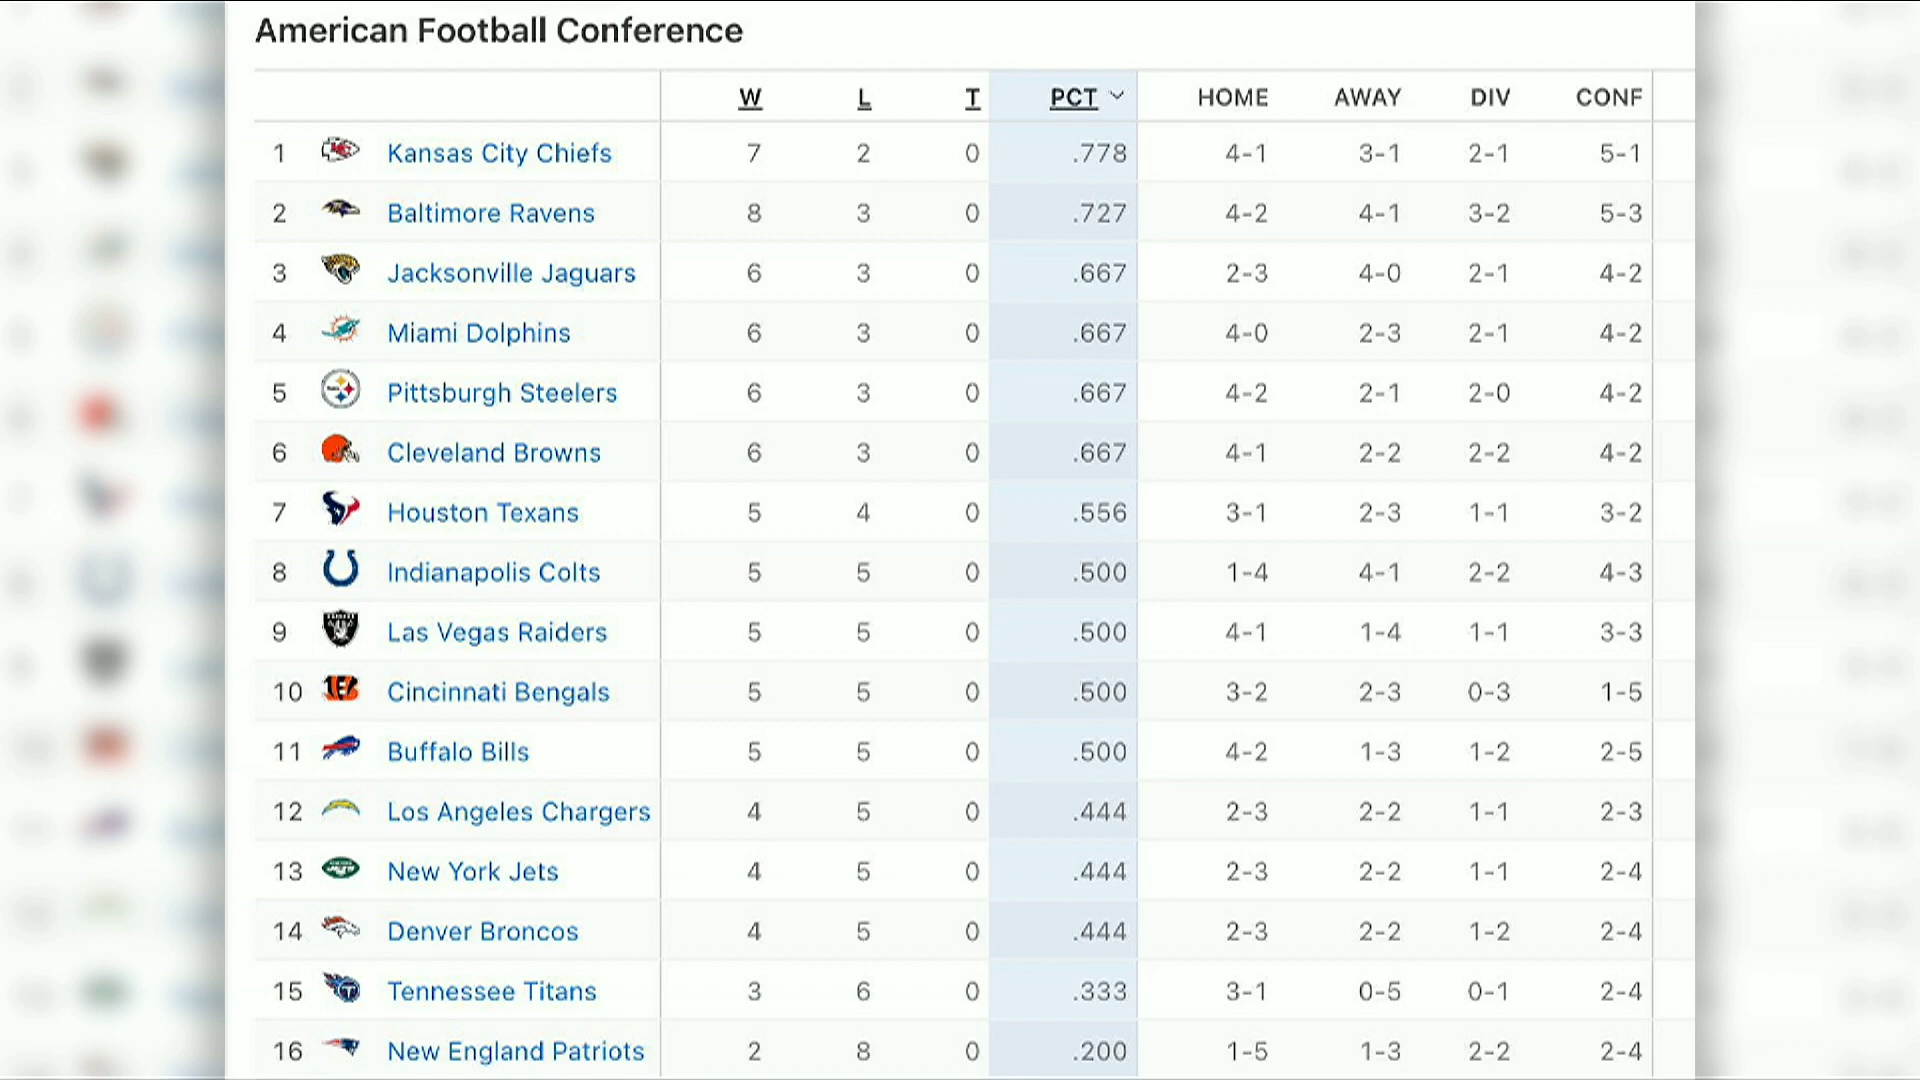 American Football Conference
W L T PCT HOME AWAY DIV CONF
1 Kansas City Chiefs 7 2 0 .778 4-1 3-1 2-1 5-1
2 Baltimore Ravens 8 3 0 .727 4-2 4-1 3-2 5-3
3 Jacksonville Jaguars 6 3 0 .667 2-3 4-0 2-1 4-2
4 Miami Dolphins 6 3 0 .667 4-0 2-3 2-1 4-2
5 Pittsburgh Steelers 6 3 0 .667 4-2 2-1 2-0 4-2
6 Cleveland Browns 6 3 0 .667 4-1 2-2 2-2 4-2
7 Houston Texans 5 4 0 .556 3-1 2-3 1-1 3-2
8 Indianapolis Colts 5 5 0 .500 1-4 4-1 2-2 4-3
9 Las Vegas Raiders 5 5 0 .500 4-1 1-4 1-1 3-3
10 Cincinnati Bengals 5 5 0 .500 3-2 2-3 0-3 1-5
11 Buffalo Bills 5 5 0 .500 4-2 1-3 1-2 2-5
12 Los Angeles Chargers 4 5 0 .444 2-3 2-2 1-1 2-3
13 New York Jets 4 5 0 .444 2-3 2-2 1-1 2-4
14 Denver Broncos 4 5 0 .444 2-3 2-2 1-2 2-4
15 Tennessee Titans 3 6 0 .333 3-1 0-5 0-1 2-4
16 New England Patriots 2 8 0 .200 1-5 1-3 2-2 2-4